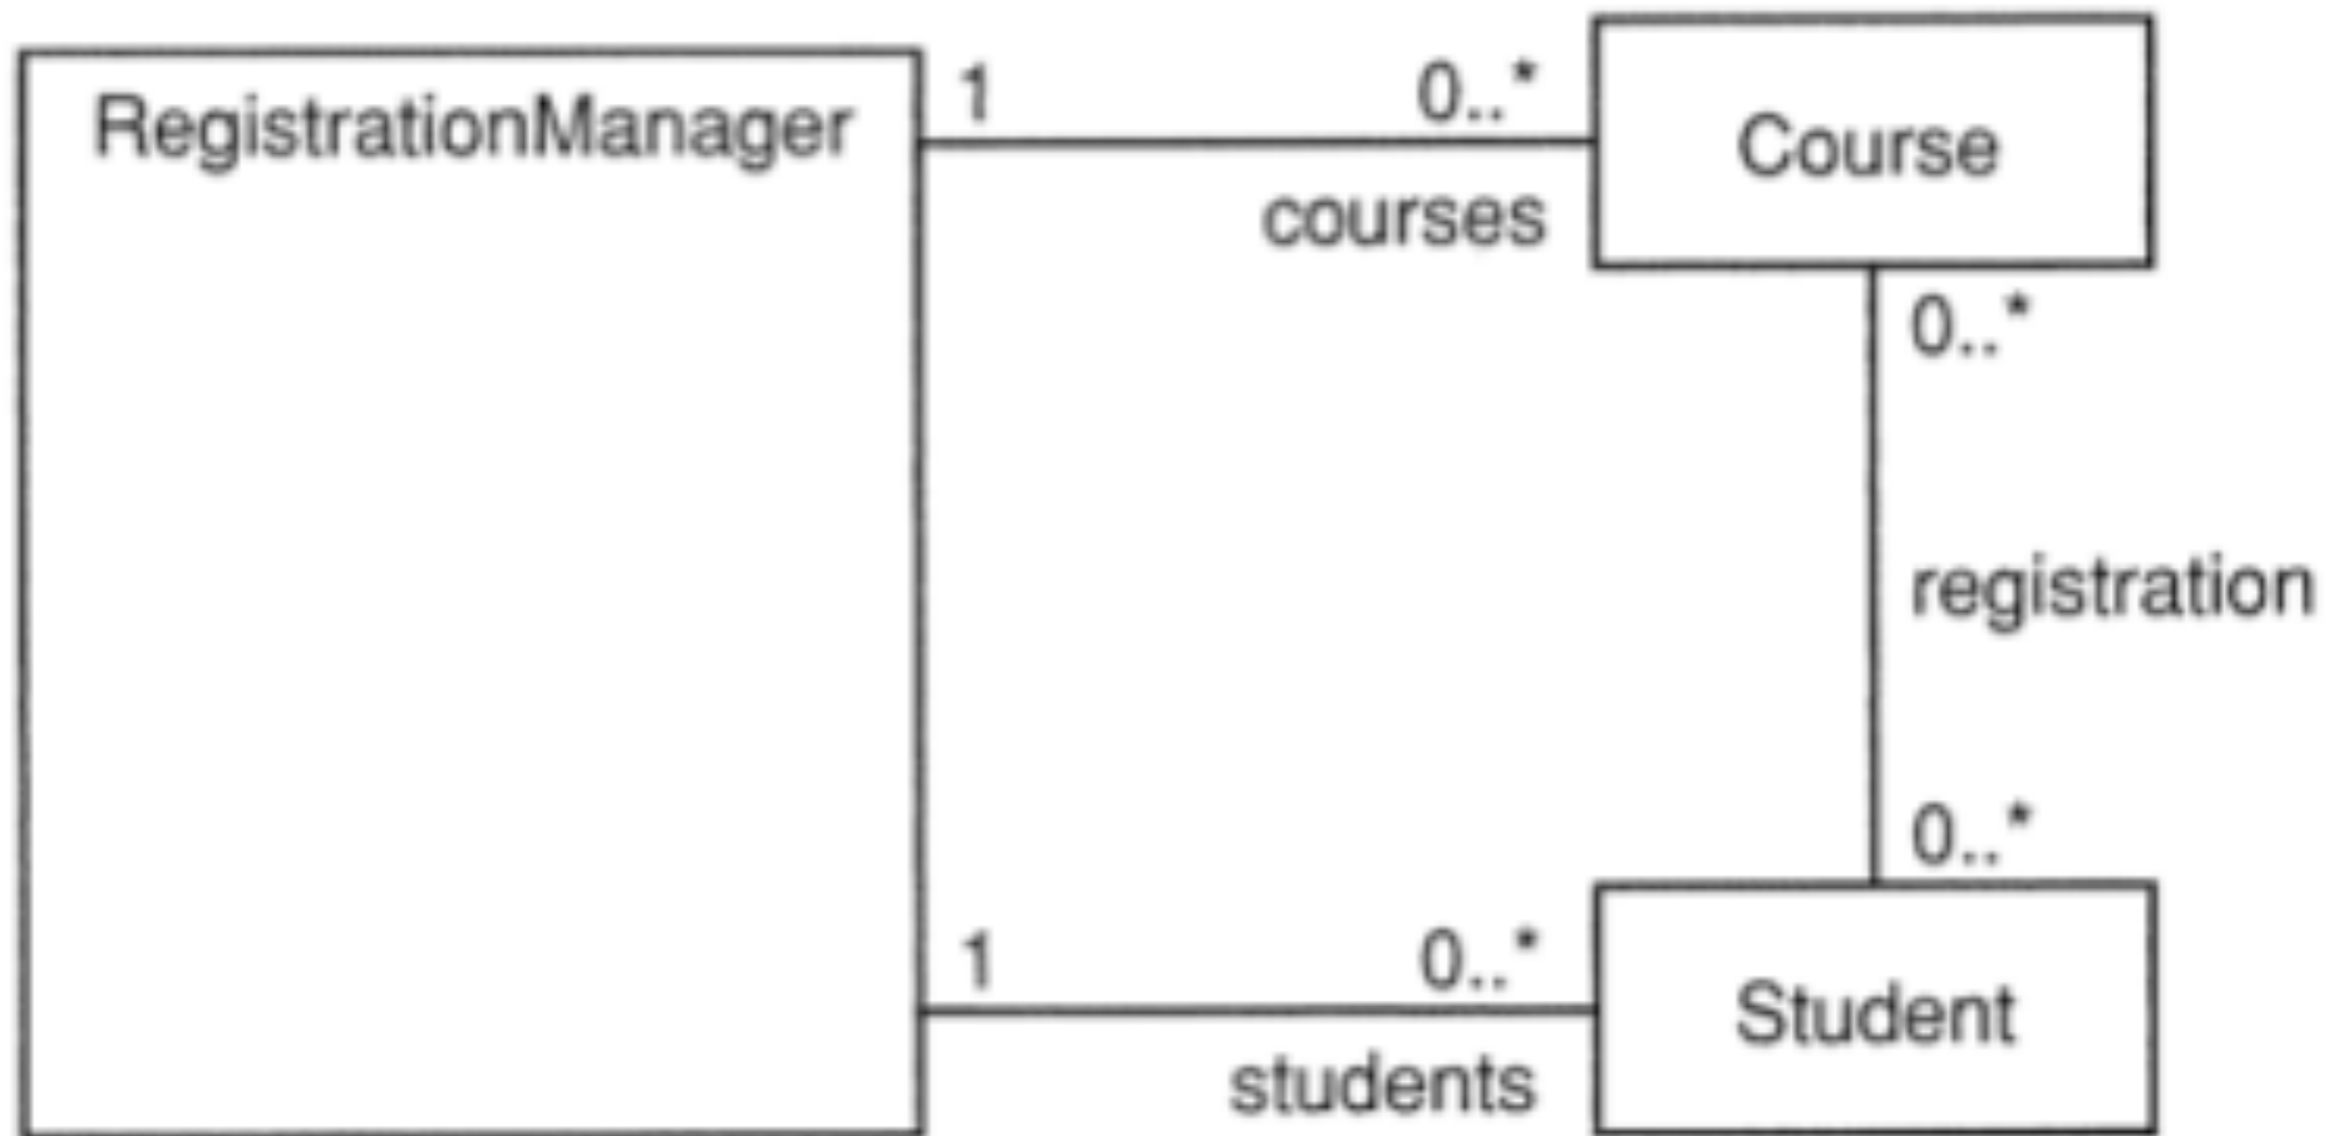 RegistrationManager
1
0..*
courses
Course
0..*
registration
0..*
1
0..*
students
Student